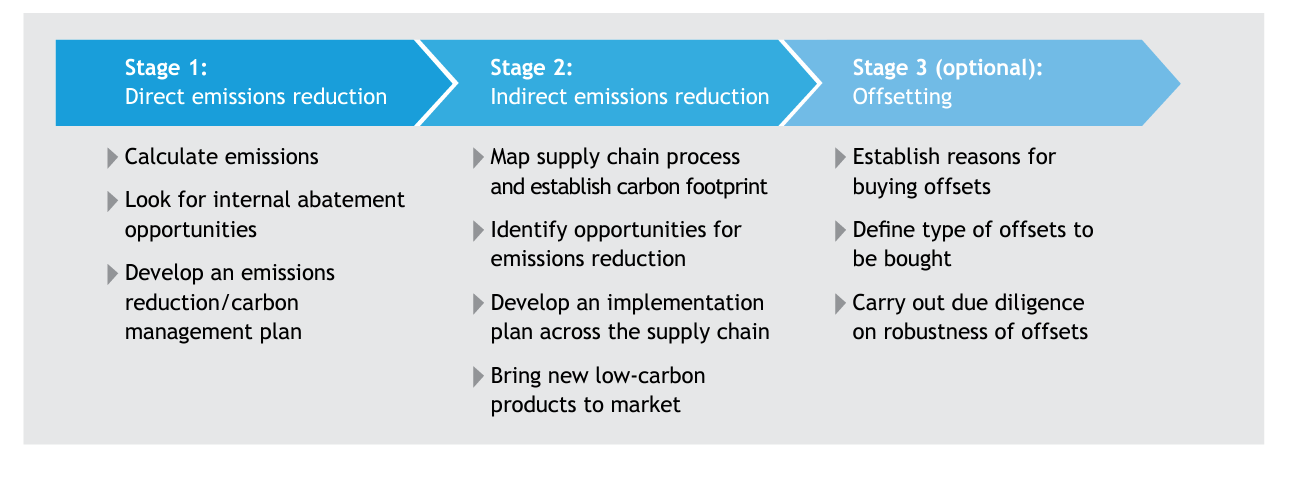 Stage 1:
Direct emissions reduction
Calculate emissions
Look for internal abatement
opportunities
Develop an emissions
reduction/carbon
management plan
Stage 2:
Indirect emissions reduction
Map supply chain process
and establish carbon footprint
Identify opportunities for
emissions reduction
Develop an implementation
plan across the supply chain
Bring new low-carbon
products to market
Stage 3 (optional):
Offsetting
Establish reasons for
buying offsets
Define type of offsets to
be bought
Carry out due diligence
on robustness of offsets